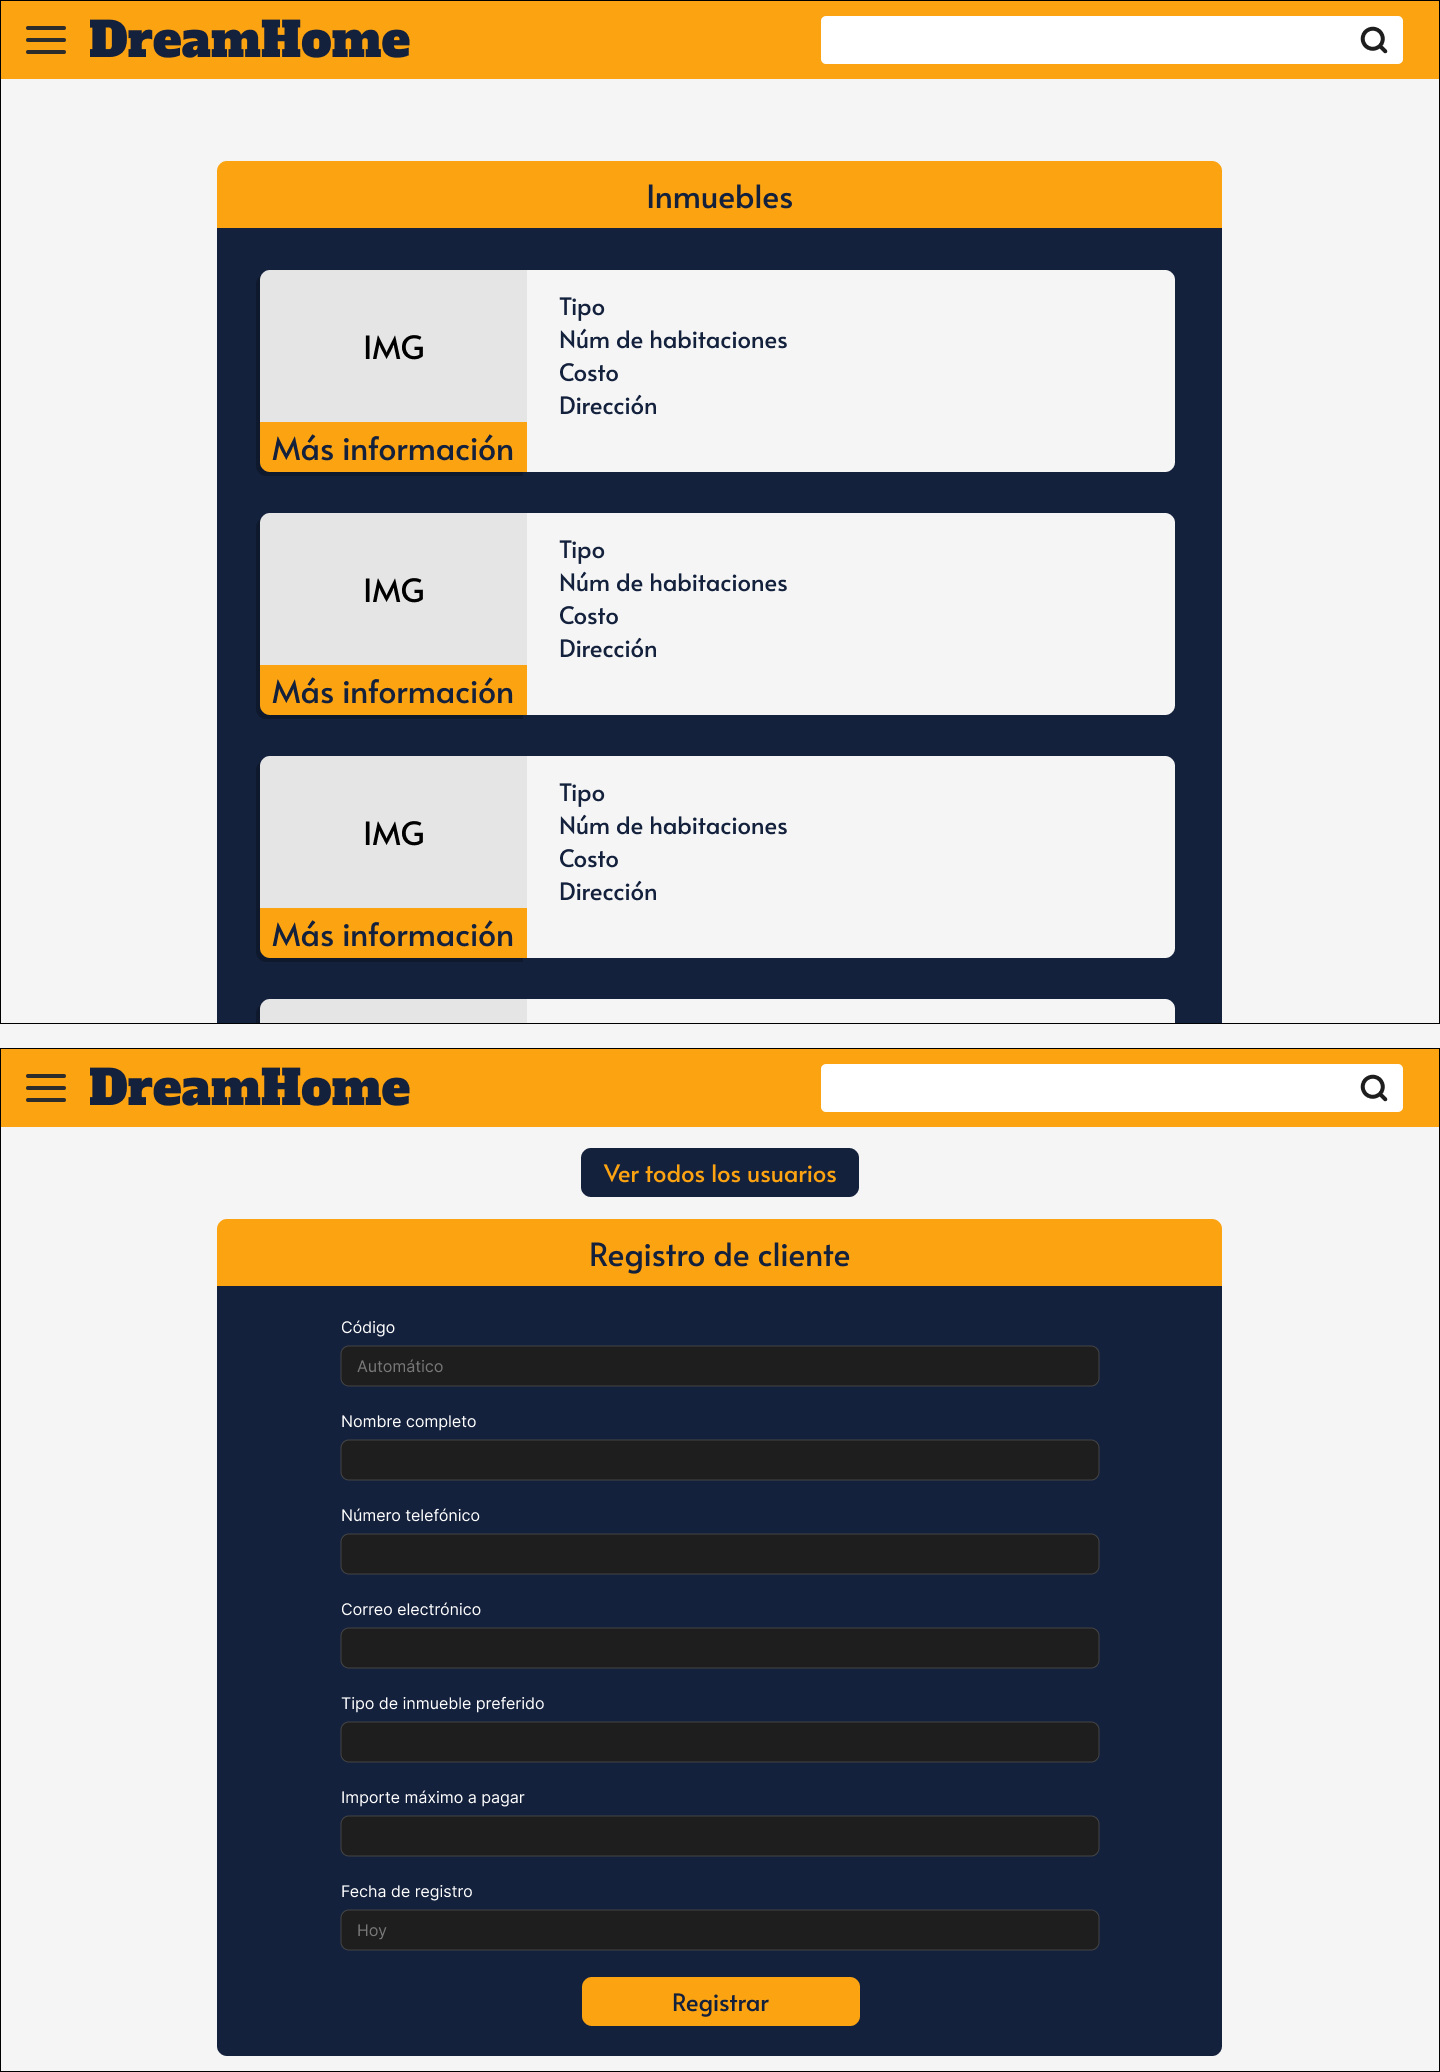 DreamHome
Inmuebles
IMG
Más información
Tipo
Núm de habitaciones
Costo
Dirección
IMG
Más información
Tipo
Núm de habitaciones
Costo
Dirección
IMG
Más información
Tipo
Núm de habitaciones
Costo
Dirección
DreamHome
Ver todos los usuarios
Registro de cliente
Código
Automático
Nombre completo
Número telefónico
Correo electrónico
Tipo de inmueble preferido
Importe máximo a pagar
Fecha de registro
Hoy
Registrar